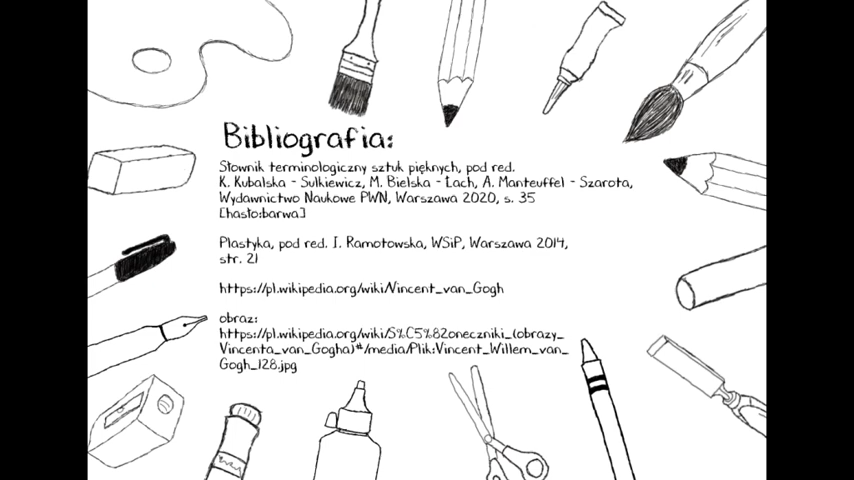 Bibliografia:
Słownik terminologiczny sztuk pięknych, pod red.
K. Kubalska - Sulkiewicz, M. Bielska - Łach, A. Manteuffel - Szarota,
Wydawnictwo Naukowe PWN, Warszawa 2020, s. 35
[hasło:barwa]
Plastyka, pod red. I. Ramotowska, WSiP, Warszawa 2014,
str. 21
https://pl.wikipedia.org/wiki/Vincent_van_Gogh
obraz:
https://pl.wikipedia.org/wiki/S%C5%82oneczniki_(obrazy_
Vincenta_van_Gogha)#/media/Plik:Vincent_Willem_van_
Gogh_128.jpg